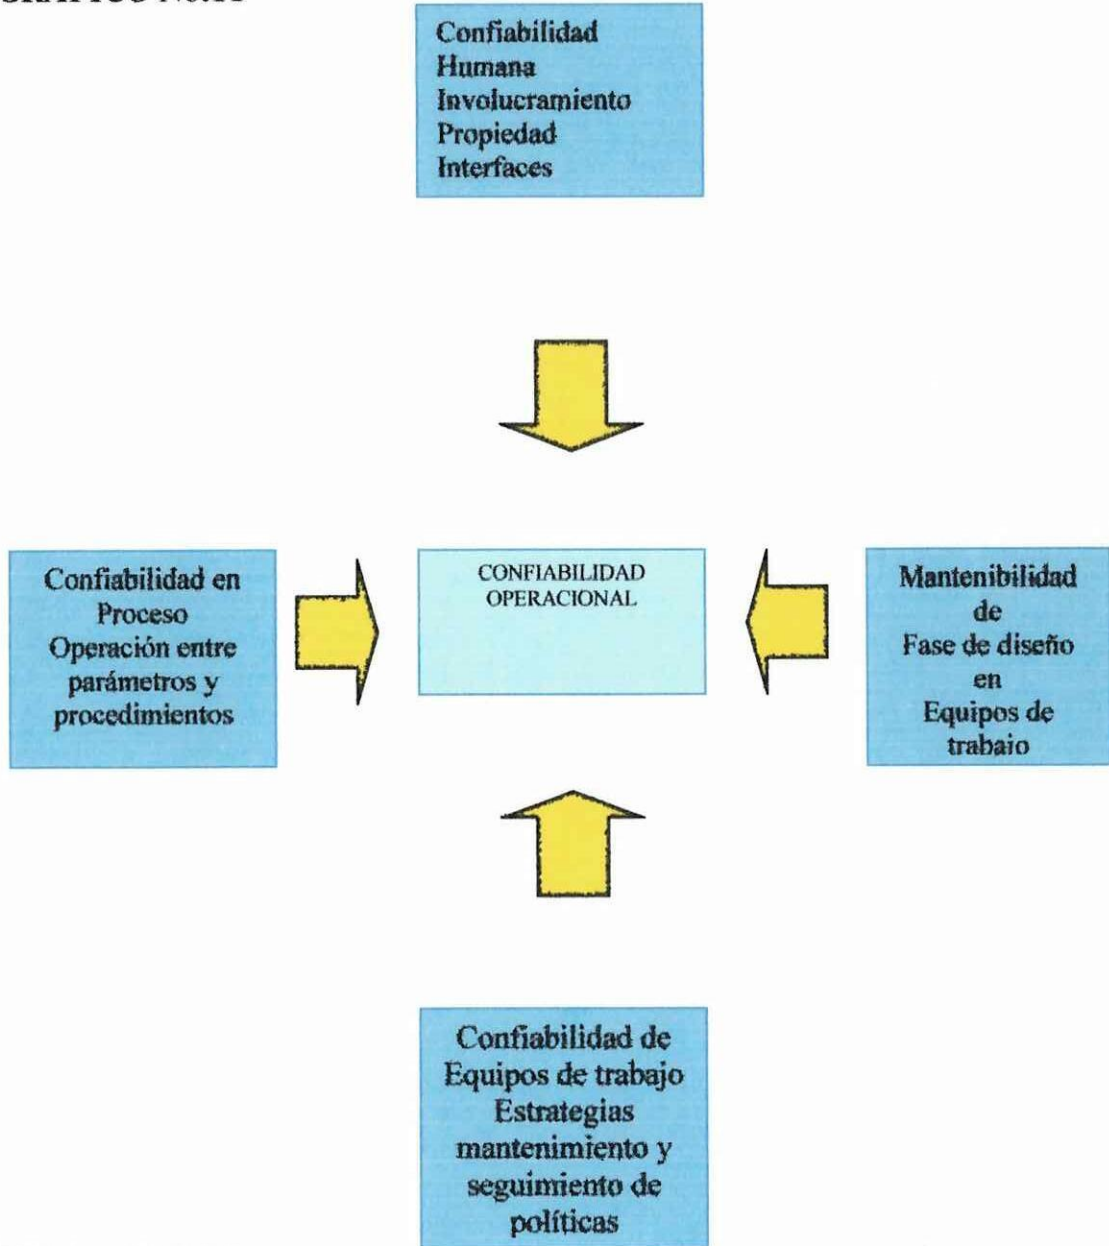 Confiabilidad
Humana
Involucramiento
Propiedad
Interfaces
Confiabilidad en
Proceso
Operación entre
parámetros y
procedimientos
CONFIABILIDAD
OPERACIONAL
Mantenibilidad
de
Fase de diseño
en
Equipos de
trabajo
Confiabilidad de
Equipos de trabajo
Estrategias
mantenimiento y
seguimiento de
políticas